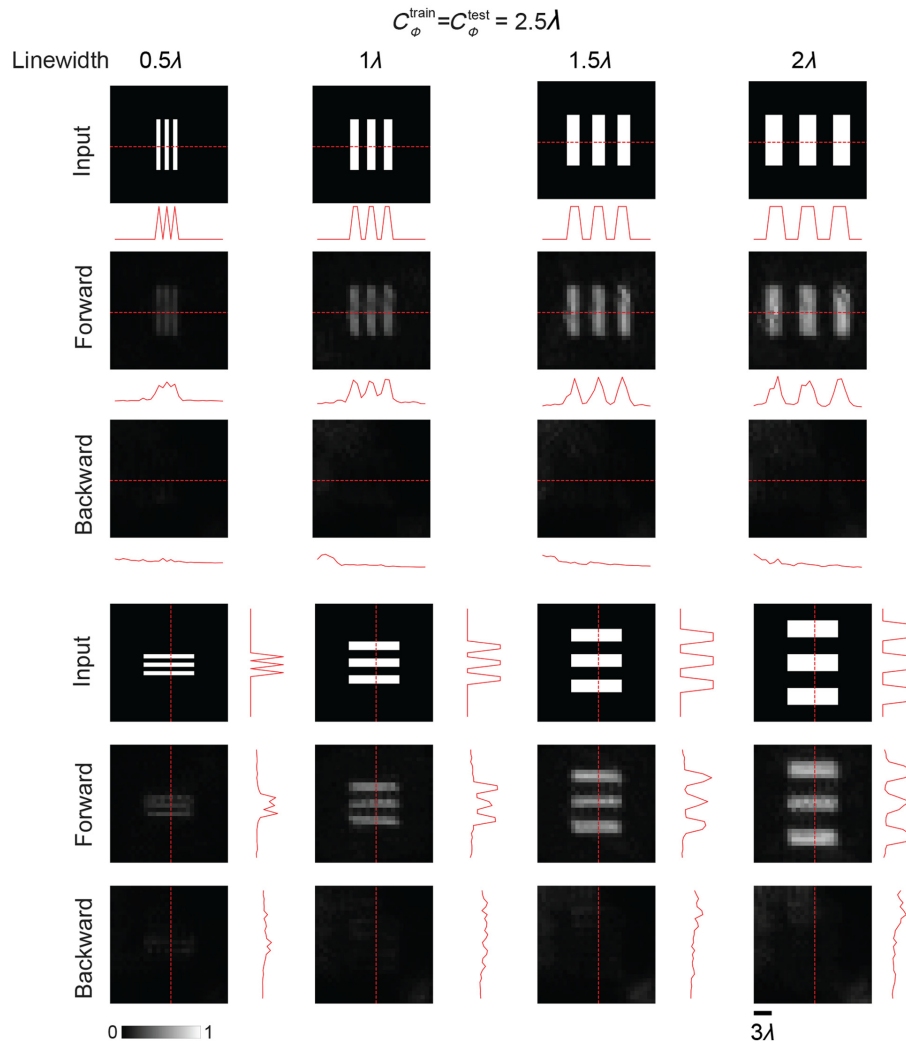 C_Φ^train = C_Φ^test = 2.5λ
Linewidth 0.5λ 1λ 1.5λ 2λ
Input
Forward
Backward
Input
Forward
Backward
0 1
3λ